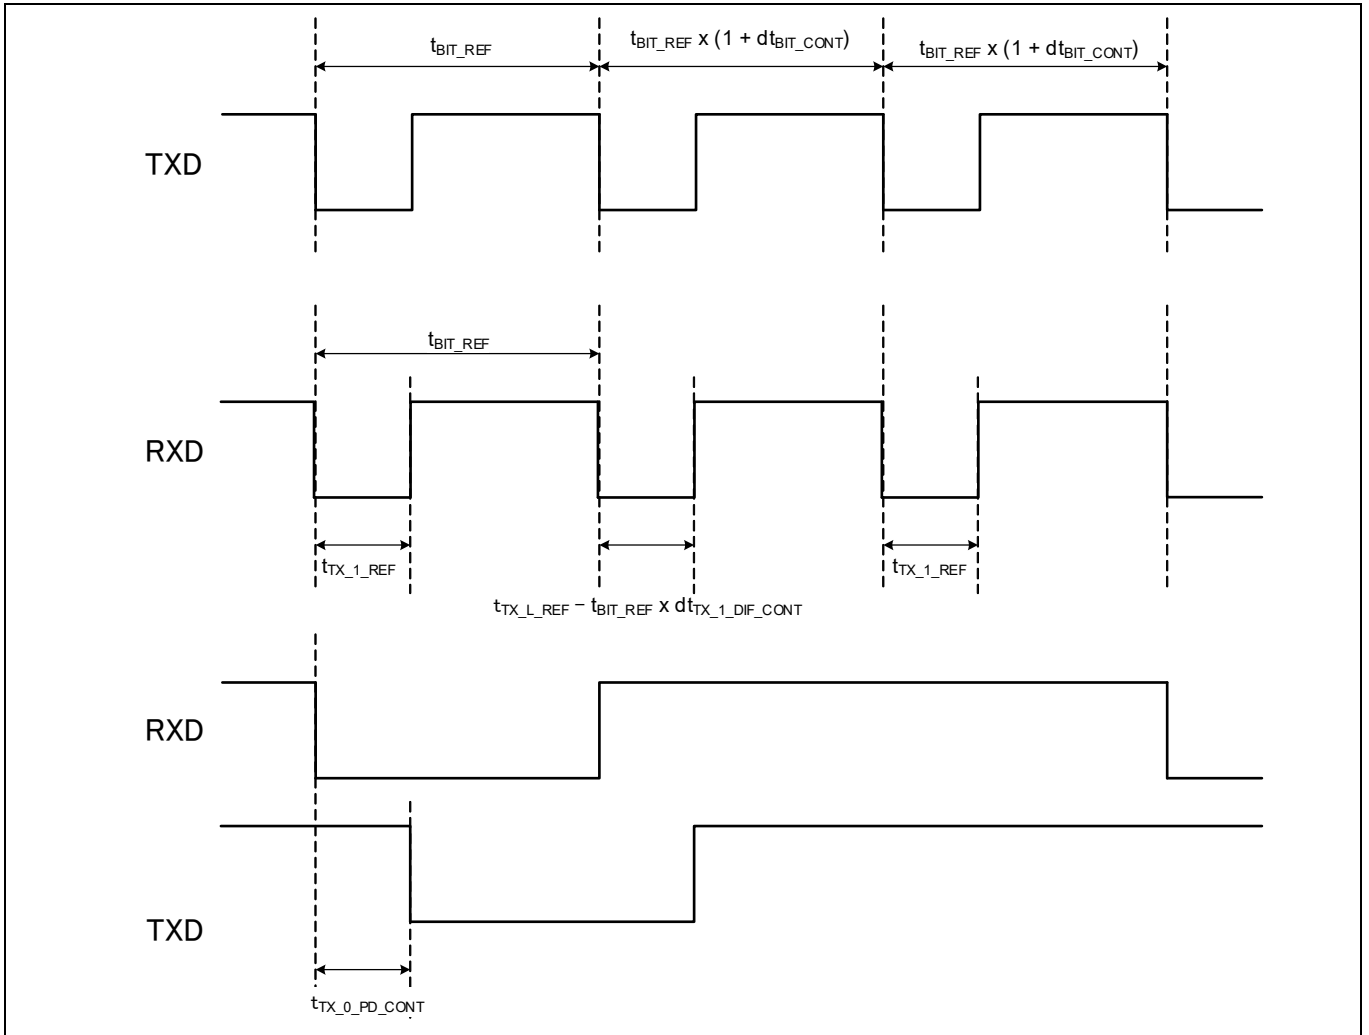 tBIT_REF
tBIT_REF x (1 + dtBIT_CONT)
tBIT_REF x (1 + dtBIT_CONT)
TXD
tBIT_REF
RXD
tTX_1_REF
tTX_1_REF
tTX_L_REF – tBIT_REF x dtTX_1_DIF_CONT
RXD
TXD
tTX_0_PD_CONT